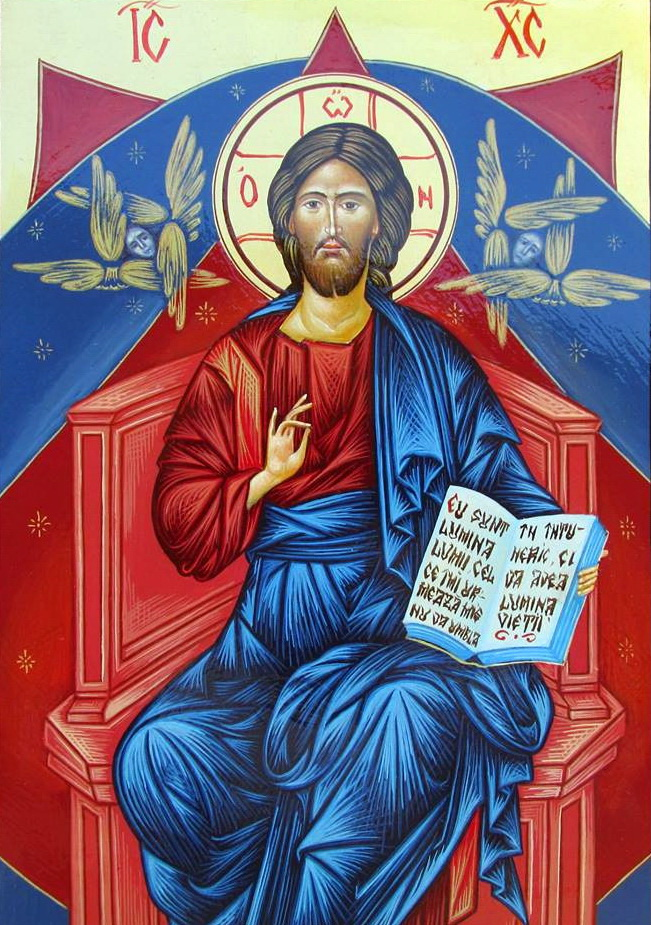 IC XC
Ѽ
Ο Н
EU SUNT
LUMINA
LUMII CEL
CE ÎMI UR-
MEAZĂ MIE
NU VA UMBLA
ÎN ÎNTU-
NERIC, CI
VA AVEA
LUMINA
VIEȚII